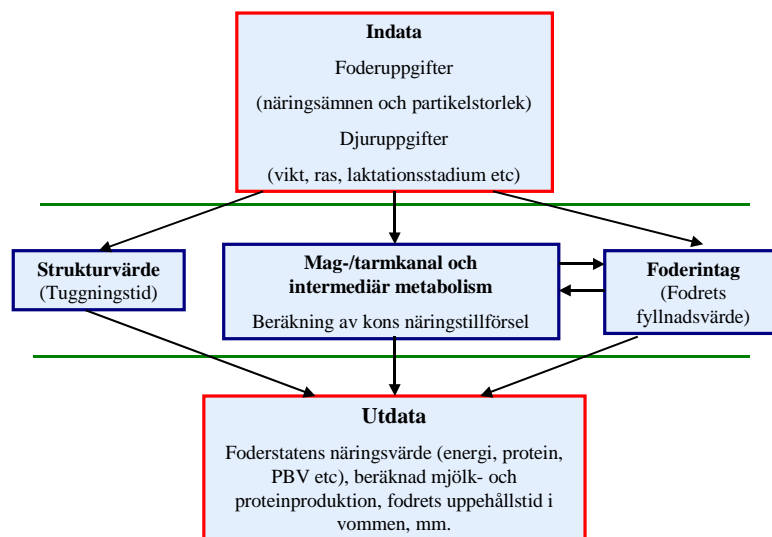 Indata
Foderuppgifter
(näringsämnen och partikelstorlek)
Djuruppgifter
(vikt, ras, laktationsstadium etc)
Strukturvärde
(Tuggningstid)
Mag-/tarmkanal och
intermediär metabolism
Beräkning av kons näringstillförsel
Foderintag
(Fodrets
fyllnadsvärde)
Utdata
Foderstatens näringsvärde (energi, protein,
PBV etc), beräknad mjölk- och
proteinproduktion, fodrets uppehållstid i
vommen, mm.